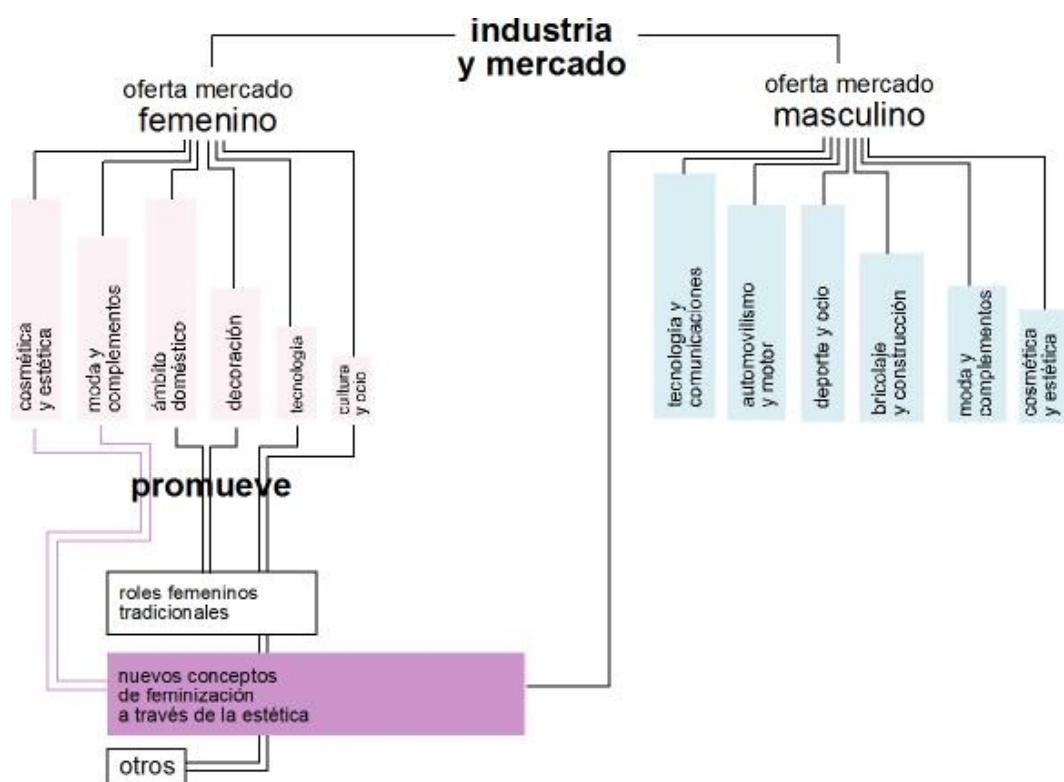 industria
y mercado
oferta mercado
femenino
oferta mercado
masculino
cosmética
y estética
moda y
complementos
ámbito
doméstico
decoración
tecnología
cultura
y ocio
tecnología y
comunicaciones
automovilismo
y motor
deporte y ocio
bricolaje
y construcción
moda y
complementos
cosmética
y estética
promueve
roles femeninos
tradicionales
nuevos conceptos
de feminización
a través de la estética
otros